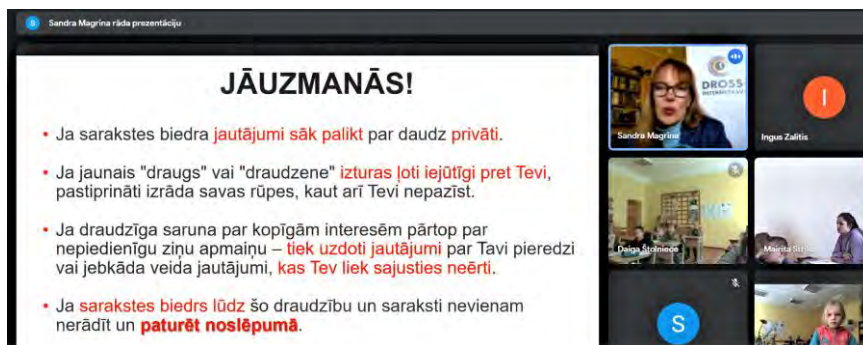 S
Sandra Magrina rāda prezentāciju
JĀUZMANĀS!
• Ja sarakstes biedra jautājumi sāk palikt par daudz privāti.
• Ja jaunais "draugs" vai "draudzene" izturas ļoti iejūtīgi pret Tevi,
pastiprināti izrāda savas rūpes, kaut arī Tevi nepazīst.
• Ja draudzīga saruna par kopīgām interesēm pārtop par
nepiedienīgu ziņu apmaiņu – tiek uzdoti jautājumi par Tavi pieredzi
vai jebkāda veida jautājumi, kas Tev liek sajusties neērti.
• Ja sarakstes biedrs lūdz šo draudzību un saraksti nevienam
nerādīt un paturēt noslēpumā.
DROSS
Sandra Magrina
I
Ingus Zalitis
Daiga Štolniece
Mairita
S